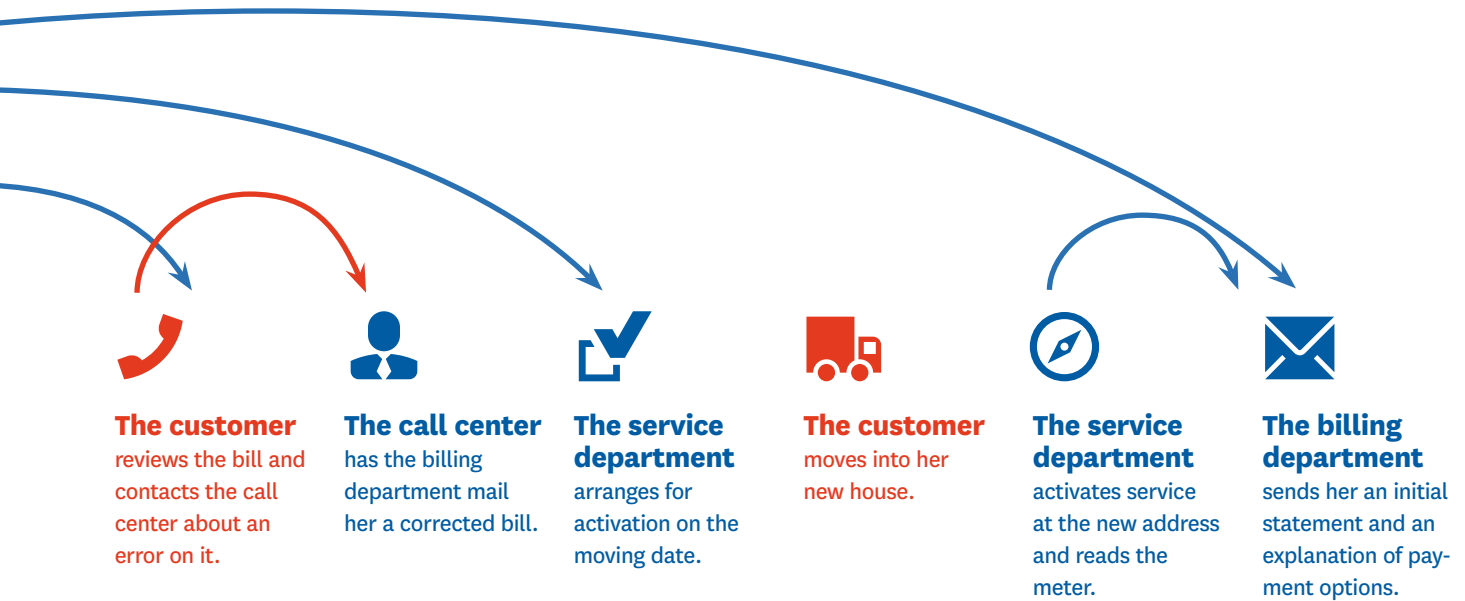 The customer
reviews the bill and
contacts the call
center about an
error on it.
The call center
has the billing
department mail
her a corrected bill.
The service
department
arranges for
activation on the
moving date.
The customer
moves into her
new house.
The service
department
activates service
at the new address
and reads the
meter.
The billing
department
sends her an initial
statement and an
explanation of pay-
ment options.